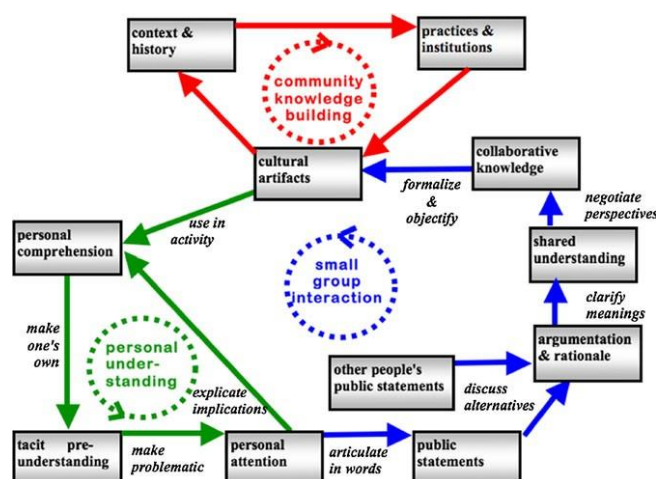 context &
history
practices &
institutions
community
knowledge
building
cultural
artifacts
collaborative
knowledge
formalize
&
objectify
negotiate
perspectives
use in
activity
personal
comprehension
small
group
interaction
shared
understanding
clarify
meanings
make
one's
own
personal
under-
standing
other people's
public statements
argumentation
& rationale
explicate
implications
discuss
alternatives
tacit pre-
understanding
make
problematic
personal
attention
articulate
in words
public
statements